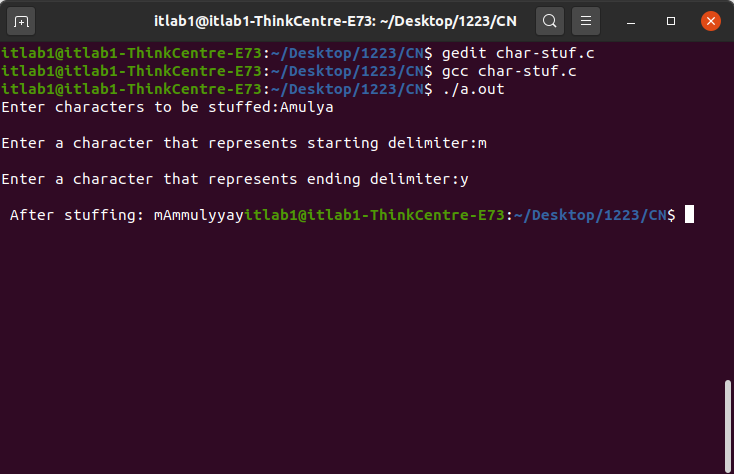 itlab1@itlab1-ThinkCentre-E73: ~/Desktop/1223/CN
itlab1@itlab1-ThinkCentre-E73:~/Desktop/1223/CN$ gedit char-stuf.c
itlab1@itlab1-ThinkCentre-E73:~/Desktop/1223/CN$ gcc char-stuf.c
itlab1@itlab1-ThinkCentre-E73:~/Desktop/1223/CN$ ./a.out
Enter characters to be stuffed:Amulya
Enter a character that represents starting delimiter:m
Enter a character that represents ending delimiter:y
After stuffing: mAmmulyyayitlab1@itlab1-ThinkCentre-E73:~/Desktop/1223/CN$